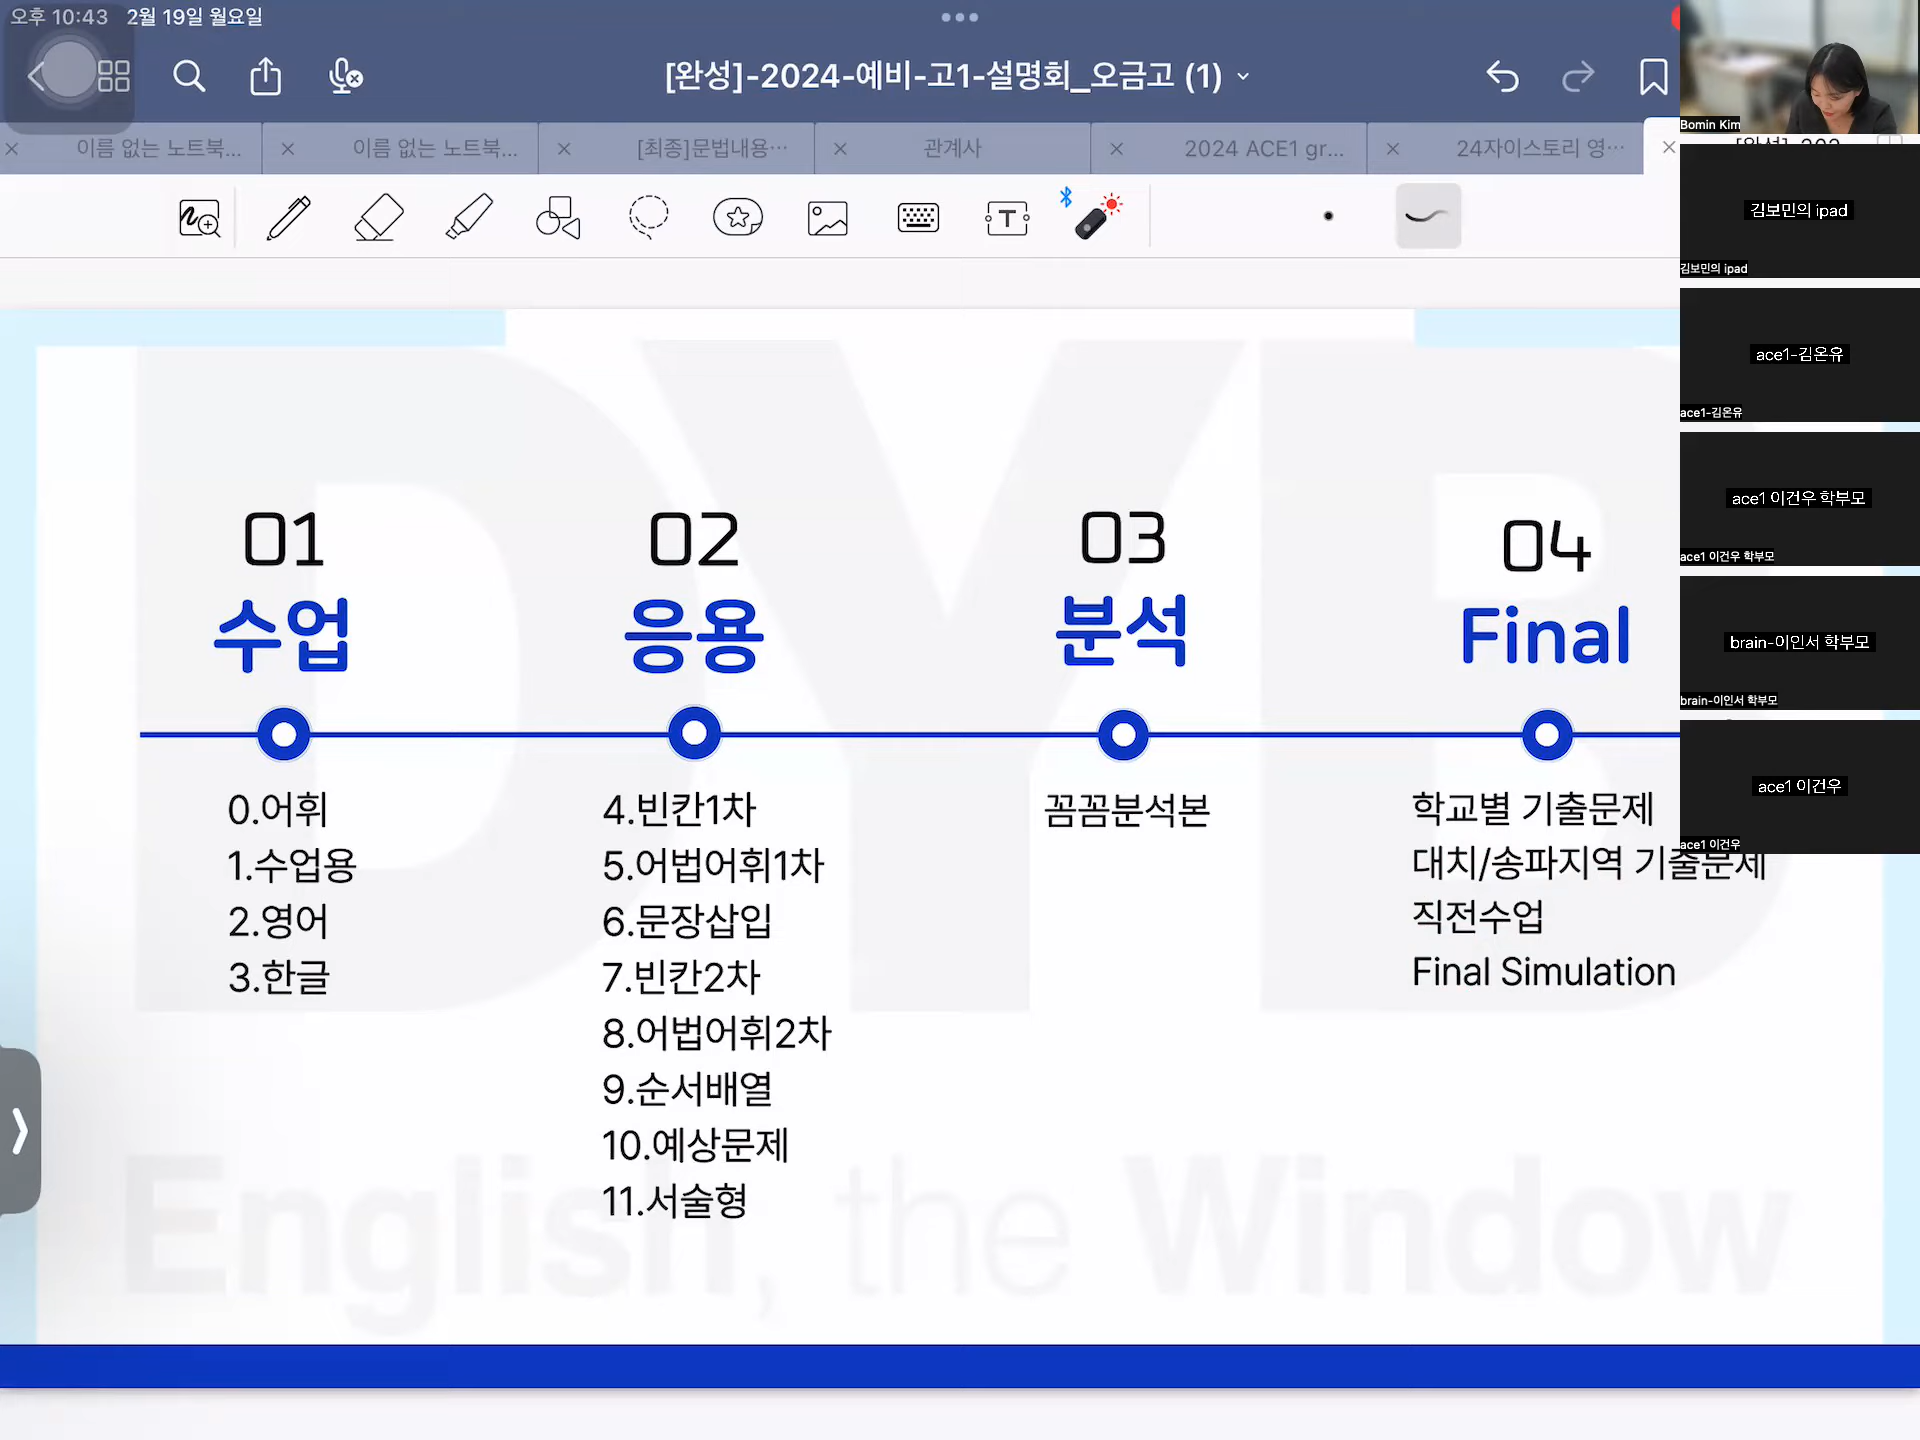 오후 10:43 2월 19일 월요일
[완성]-2024-예비-고1-설명회_오금고 (1)
이름 없는 노트북...
이름 없는 노트북...
[최종]문법내용...
관계사
2024 ACE1 gr...
24자이스토리 영...
T
DYB
01
수업
0.어휘
1.수업용
2.영어
3.한글
02
응용
4.빈칸1차
5.어법어휘1차
6.문장삽입
7.빈칸2차
8.어법어휘2차
9.순서배열
10.예상문제
11.서술형
03
분석
꼼꼼분석본
04
Final
학교별 기출문제
대치/송파지역 기출문제
직전수업
Final Simulation
English, the Window
Bomin Kim
김보민의 ipad
김보민의 ipad
ace1-김온유
ace1-김온유
ace1 이건우 학부모
ace1 이건우 학부모
brain-이인서 학부모
brain-이인서 학부모
ace1 이건우
ace1 이건우